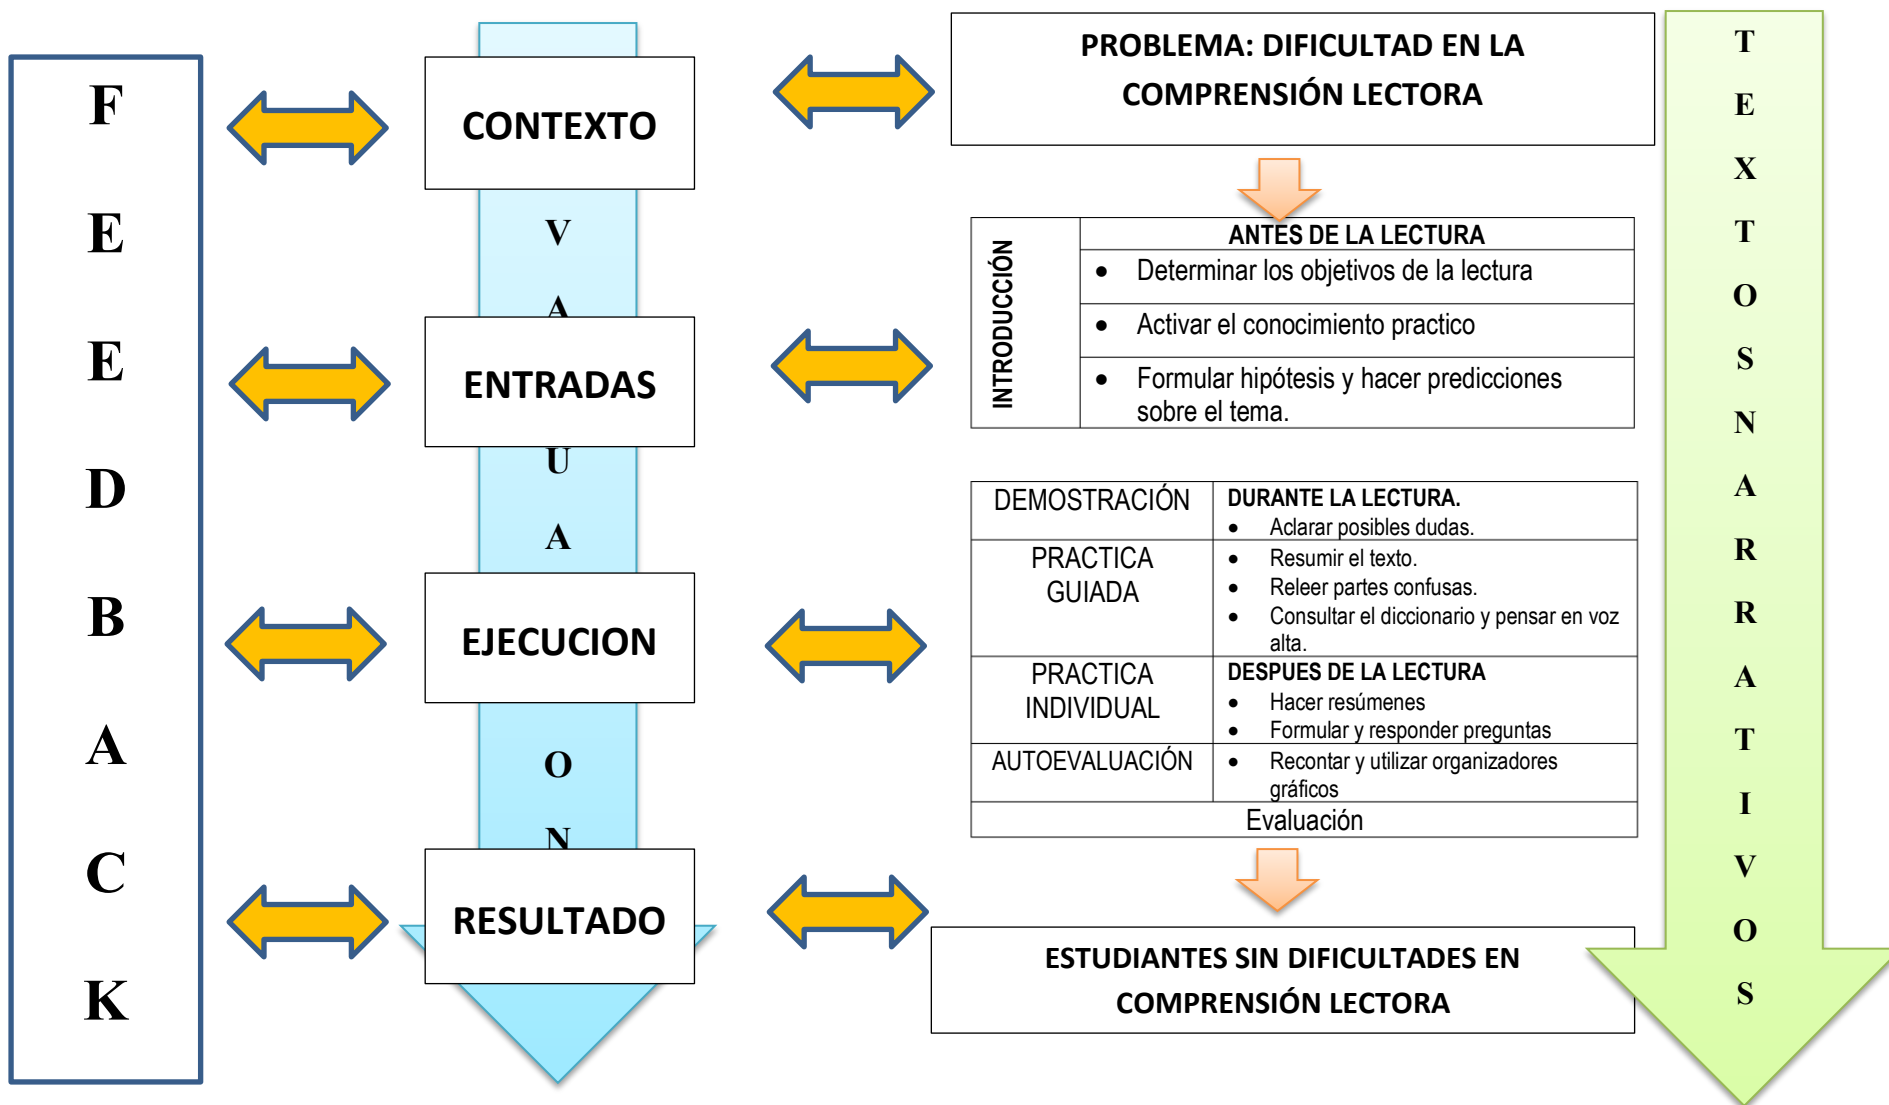 F
E
E
D
B
A
C
K
CONTEXTO
V
A
ENTRADAS
U
A
EJECUCION
O
N
RESULTADO
PROBLEMA: DIFICULTAD EN LA
COMPRENSIÓN LECTORA
INTRODUCCIÓN
ANTES DE LA LECTURA
• Determinar los objetivos de la lectura
• Activar el conocimiento practico
• Formular hipótesis y hacer predicciones
sobre el tema.
DEMOSTRACIÓN
DURANTE LA LECTURA.
• Aclarar posibles dudas.
PRACTICA
GUIADA
• Resumir el texto.
• Releer partes confusas.
• Consultar el diccionario y pensar en voz
alta.
PRACTICA
INDIVIDUAL
DESPUES DE LA LECTURA
• Hacer resúmenes
• Formular y responder preguntas
AUTOEVALUACIÓN
• Recontar y utilizar organizadores
gráficos
Evaluación
ESTUDIANTES SIN DIFICULTADES EN
COMPRENSIÓN LECTORA
T
E
X
T
O
S
N
A
R
R
A
T
I
V
O
S